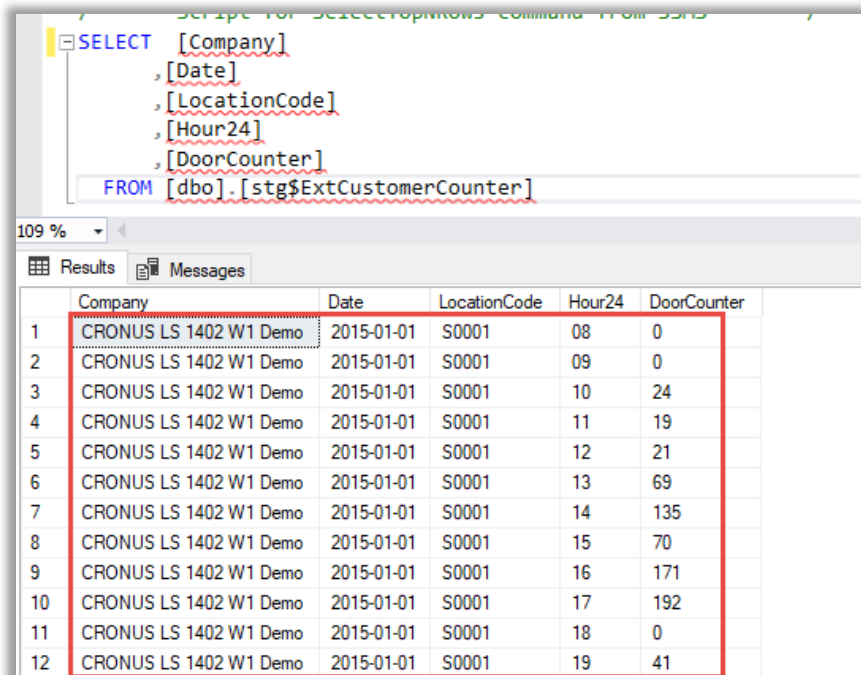 SELECT [Company]
,[Date]
,[LocationCode]
,[Hour24]
,[DoorCounter]
FROM [dbo].[stg$ExtCustomerCounter]
109 %
Results Messages
Company Date LocationCode Hour24 DoorCounter
1 CRONUS LS 1402 W1 Demo 2015-01-01 S0001 08 0
2 CRONUS LS 1402 W1 Demo 2015-01-01 S0001 09 0
3 CRONUS LS 1402 W1 Demo 2015-01-01 S0001 10 24
4 CRONUS LS 1402 W1 Demo 2015-01-01 S0001 11 19
5 CRONUS LS 1402 W1 Demo 2015-01-01 S0001 12 21
6 CRONUS LS 1402 W1 Demo 2015-01-01 S0001 13 69
7 CRONUS LS 1402 W1 Demo 2015-01-01 S0001 14 135
8 CRONUS LS 1402 W1 Demo 2015-01-01 S0001 15 70
9 CRONUS LS 1402 W1 Demo 2015-01-01 S0001 16 171
10 CRONUS LS 1402 W1 Demo 2015-01-01 S0001 17 192
11 CRONUS LS 1402 W1 Demo 2015-01-01 S0001 18 0
12 CRONUS LS 1402 W1 Demo 2015-01-01 S0001 19 41